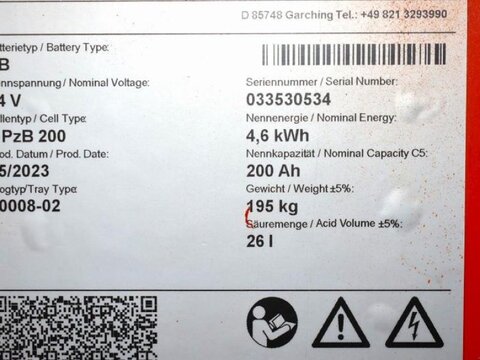 D 85748 Garching Tel.: +49 821 3293990
tterietyp / Battery Type:
B
nnspannung / Nominal Voltage:
Seriennummer / Serial Number:
4 V
033530534
llentyp / Cell Type:
Nennenergie / Nominal Energy:
PzB 200
4,6 kWh
od. Datum / Prod. Date:
Nennkapazität / Nominal Capacity C5:
5/2023
200 Ah
ogtyp/Tray Type:
Gewicht / Weight ±5%:
0008-02
195 kg
Säuremenge / Acid Volume ±5%:
26 l